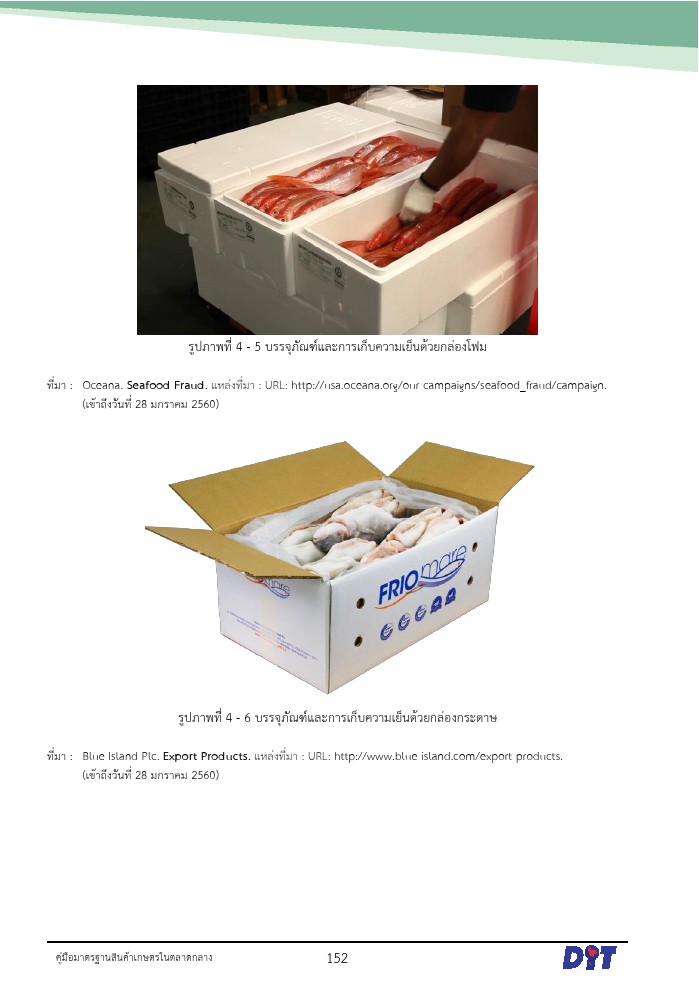 รูปภาพที่ 4 - 5 บรรจุภัณฑ์และการเก็บความเย็นด้วยกล่องโฟม
ที่มา : Oceana. Seafood Fraud. แหล่งที่มา : URL: http://usa.oceana.org/our campaigns/seafood_fraud/campaign.
(เข้าถึงวันที่ 28 มกราคม 2560)
FRIOmare
FRIOmare
รูปภาพที่ 4 - 6 บรรจุภัณฑ์และการเก็บความเย็นด้วยกล่องกระดาษ
ที่มา : Blue Island Plc. Export Products. แหล่งที่มา : URL: http://www.blue island.com/export products.
(เข้าถึงวันที่ 28 มกราคม 2560)
คู่มือมาตรฐานสินค้าเกษตรในตลาดกลาง
152
DIT